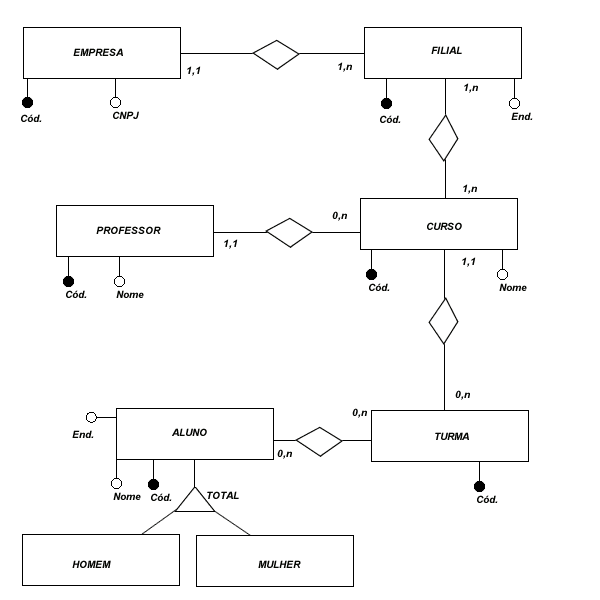 EMPRESA
FILIAL
1,1
1,n
Cód.
CNPJ
1,n
Cód.
End.
1,n
0,n
PROFESSOR
CURSO
1,1
1,1
Cód.
Nome
Cód.
Nome
0,n
0,n
End.
ALUNO
TURMA
0,n
Nome
Cód.
TOTAL
Cód.
HOMEM
MULHER